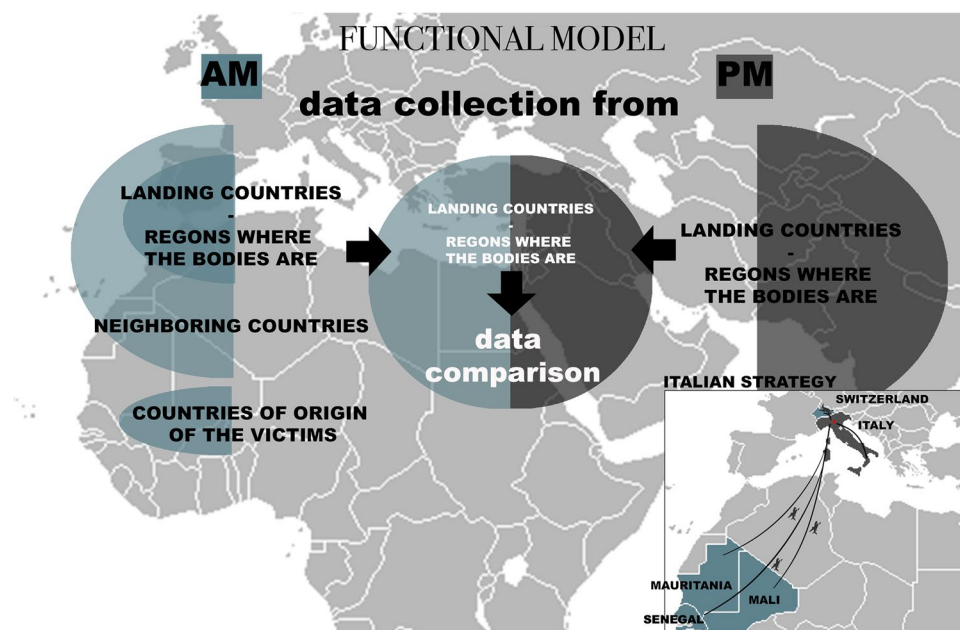 FUNCTIONAL MODEL
AM
PM
data collection from
LANDING COUNTRIES
-
REGONS WHERE
THE BODIES ARE
NEIGHBORING COUNTRIES
COUNTRIES OF ORIGIN
OF THE VICTIMS
LANDING COUNTRIES
-
REGONS WHERE
THE BODIES ARE
data
comparison
LANDING COUNTRIES
-
REGONS WHERE
THE BODIES ARE
ITALIAN STRATEGY
SWITZERLAND
ITALY
MAURITANIA
MALI
SENEGAL